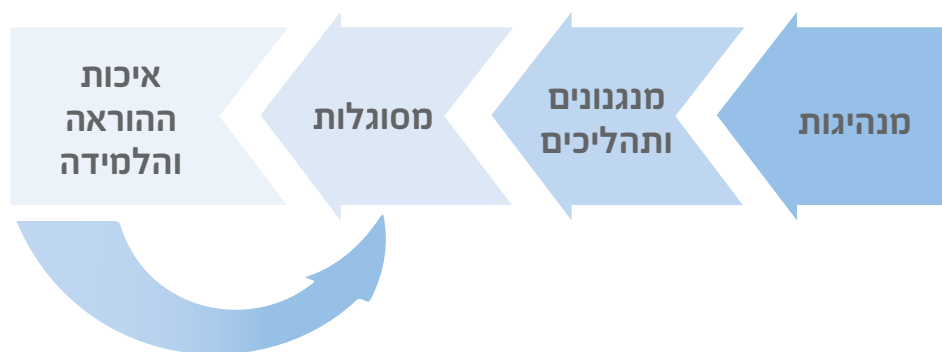 מנהיגות
מנגנונים
ותהליכים
מסוגלות
איכות
ההוראה
והלמידה